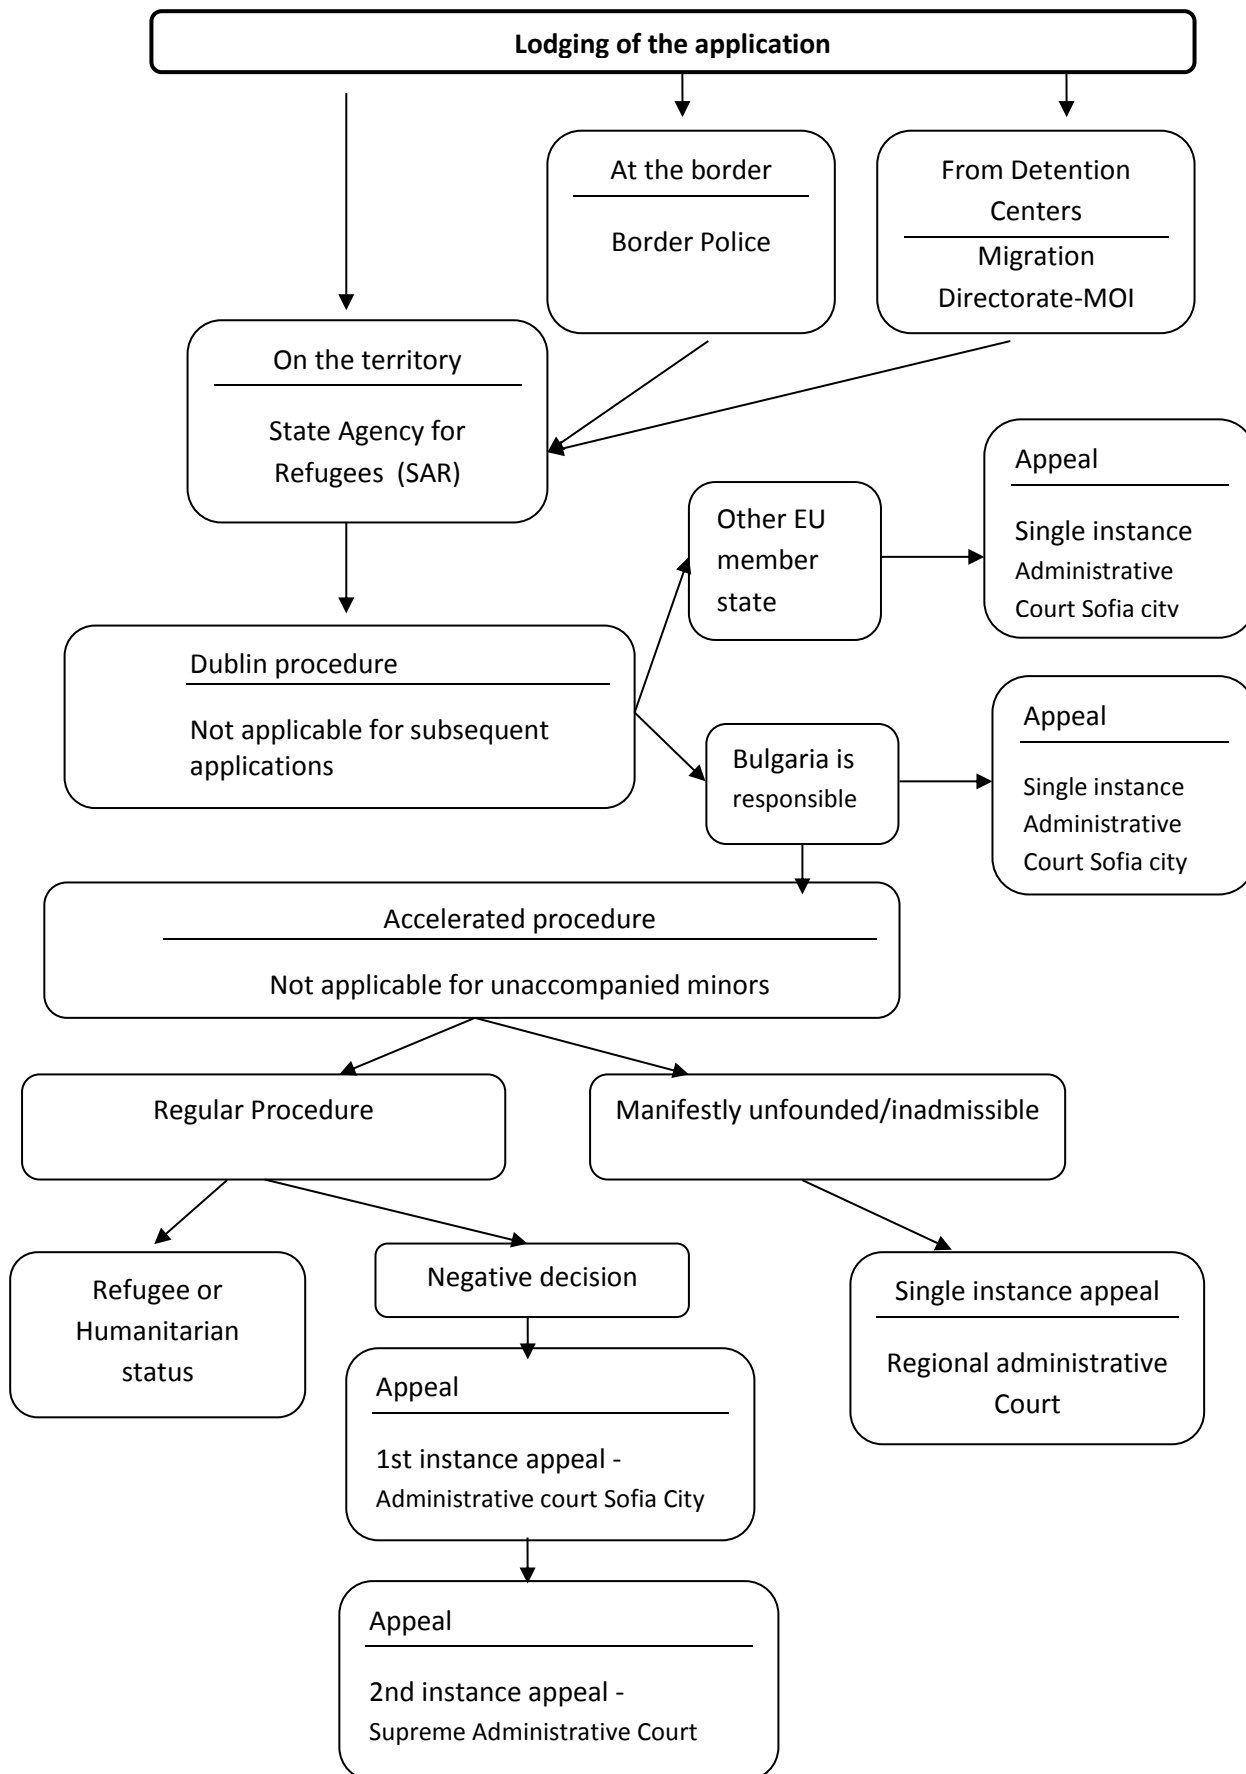 Lodging of the application
At the border
Border Police
From Detention
Centers
Migration
Directorate-MOI
On the territory
State Agency for
Refugees (SAR)
Other EU
member
state
Appeal
Single instance
Administrative
Court Sofia city
Dublin procedure
Not applicable for subsequent
applications
Bulgaria is
responsible
Appeal
Single instance
Administrative
Court Sofia city
Accelerated procedure
Not applicable for unaccompanied minors
Regular Procedure
Manifestly unfounded/inadmissible
Refugee or
Humanitarian
status
Negative decision
Single instance appeal
Regional administrative
Court
Appeal
1st instance appeal -
Administrative court Sofia City
Appeal
2nd instance appeal -
Supreme Administrative Court